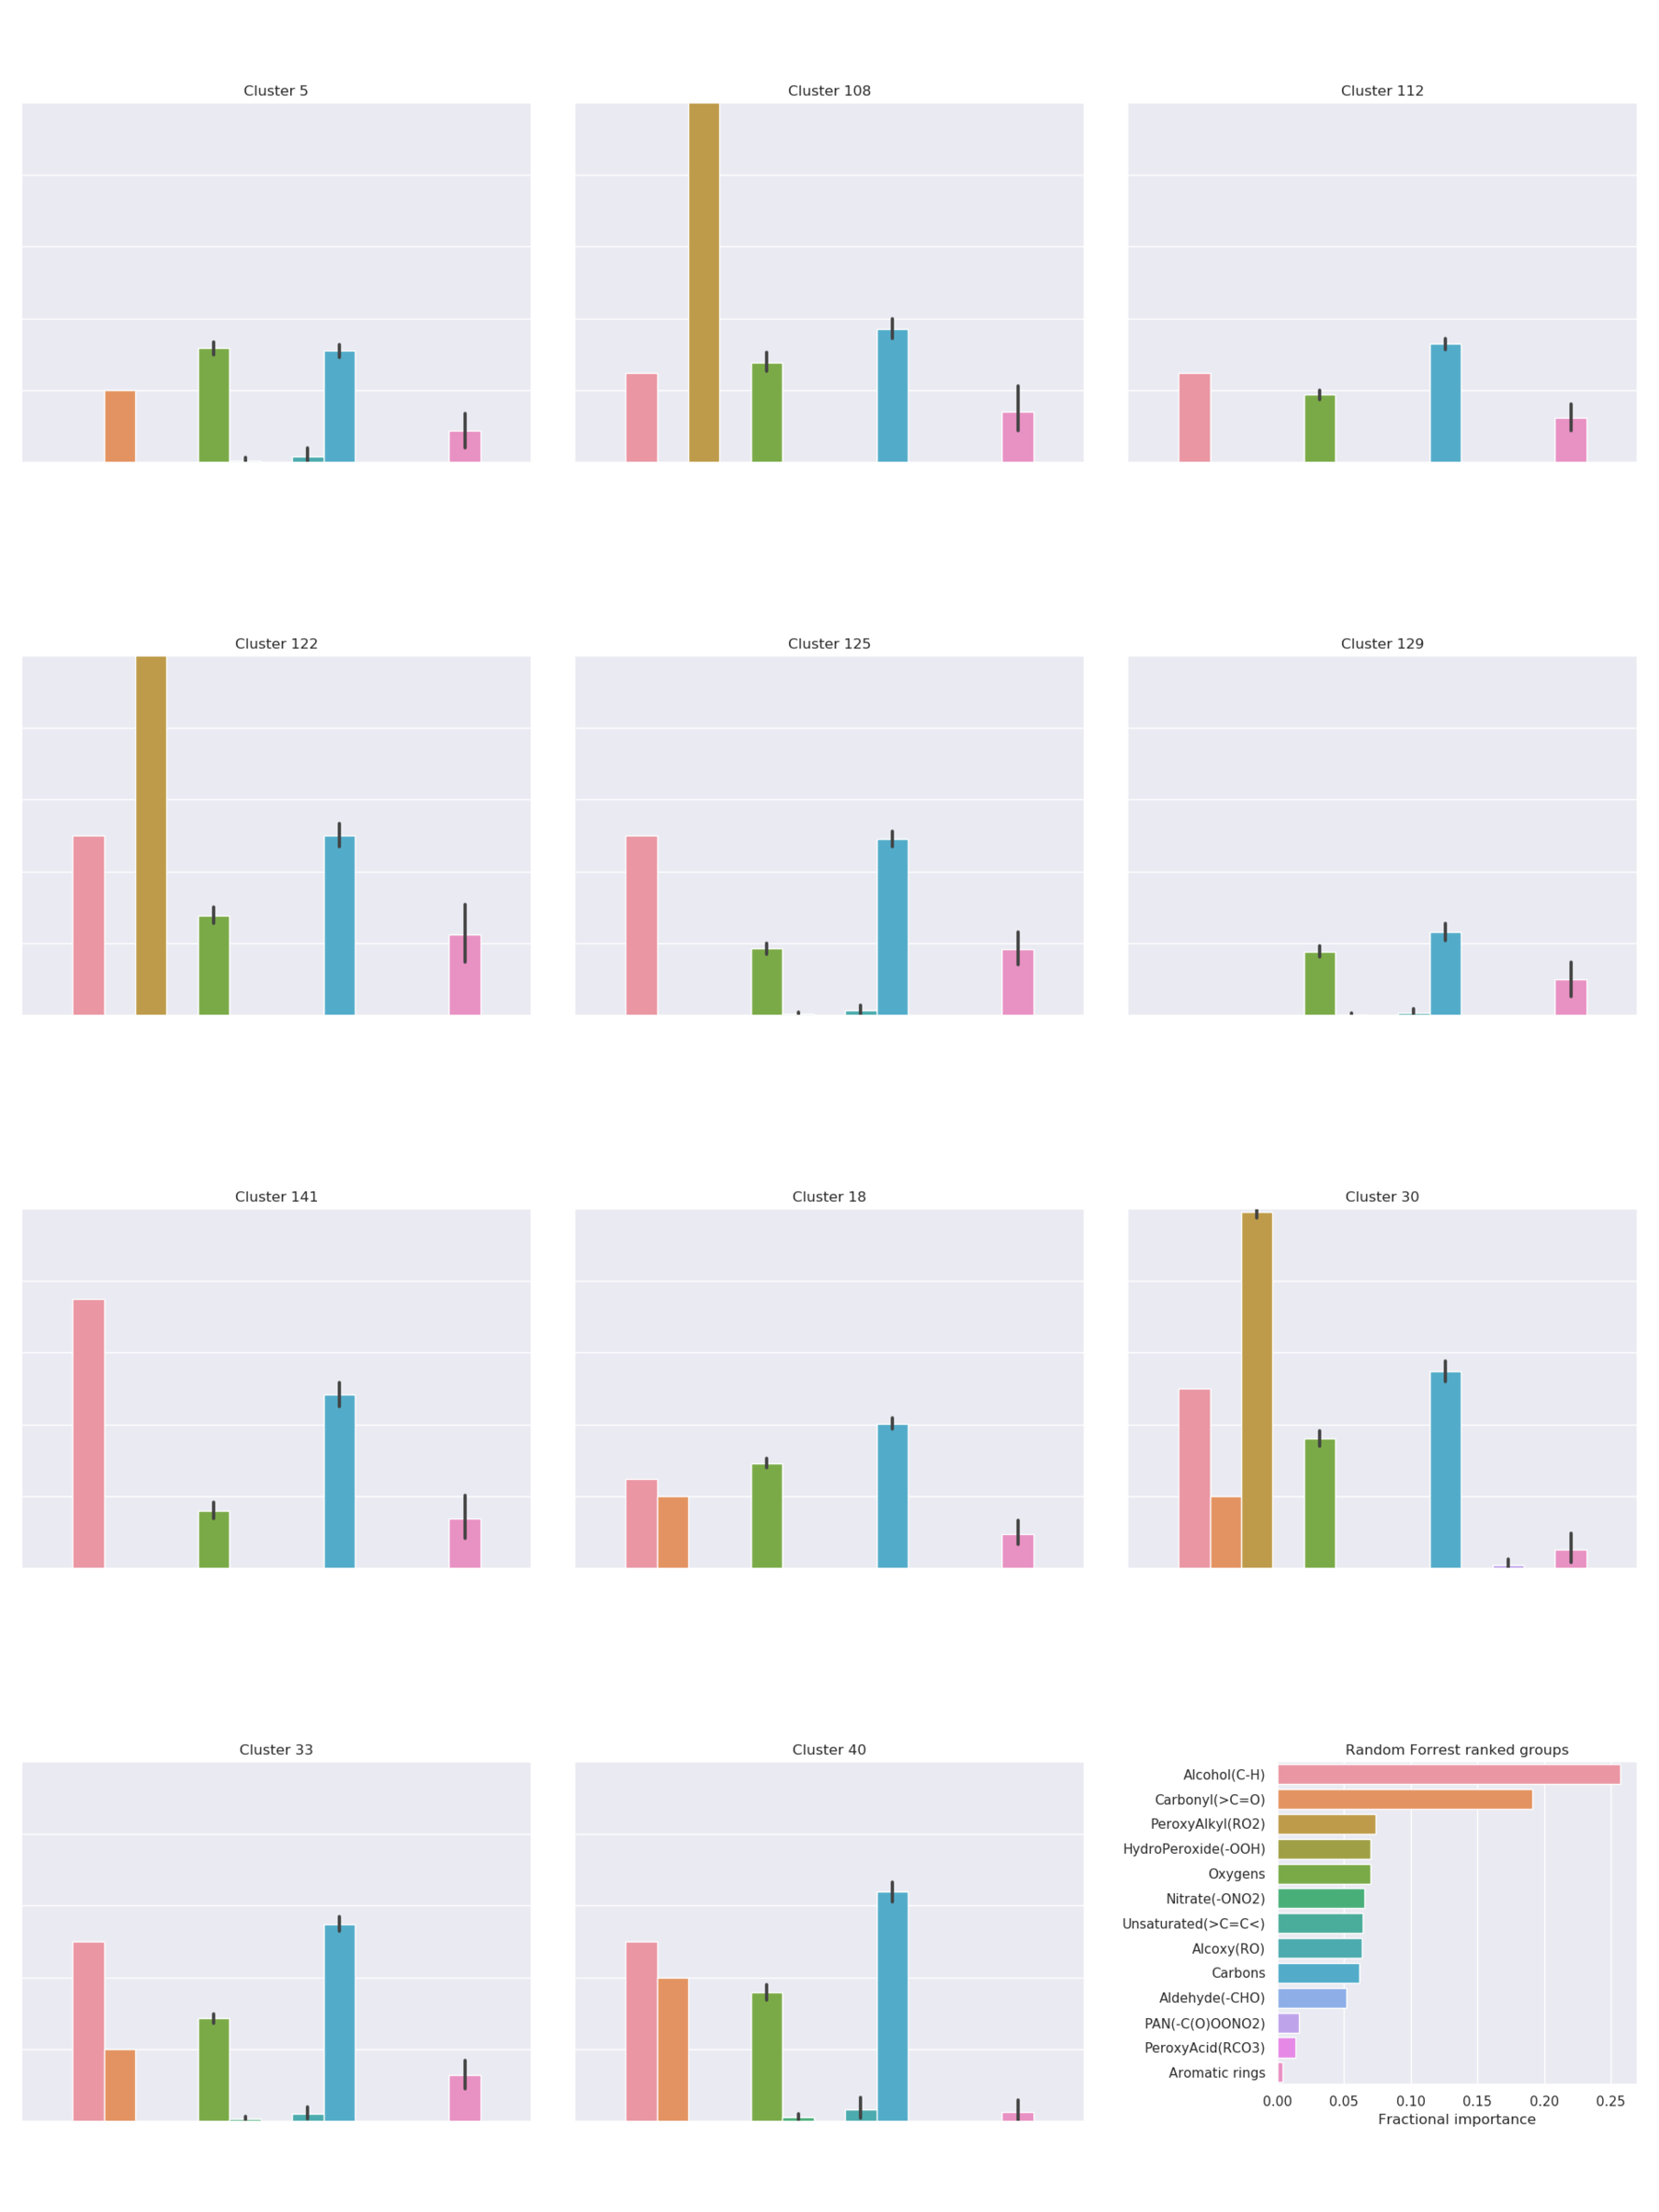 Cluster 5
Cluster 108
Cluster 112
Cluster 122
Cluster 125
Cluster 129
Cluster 141
Cluster 18
Cluster 30
Cluster 33
Cluster 40
Random Forrest ranked groups
Alcohol(C-H)
Carbonyl(>C=O)
PeroxyAlkyl(RO2)
HydroPeroxide(-OOH)
Oxygens
Nitrate(-ONO2)
Unsaturated(>C=C<)
Alcoxy(RO)
Carbons
Aldehyde(-CHO)
PAN(-C(O)OONO2)
PeroxyAcid(RCO3)
Aromatic rings
0.00 0.05 0.10 0.15 0.20 0.25
Fractional importance